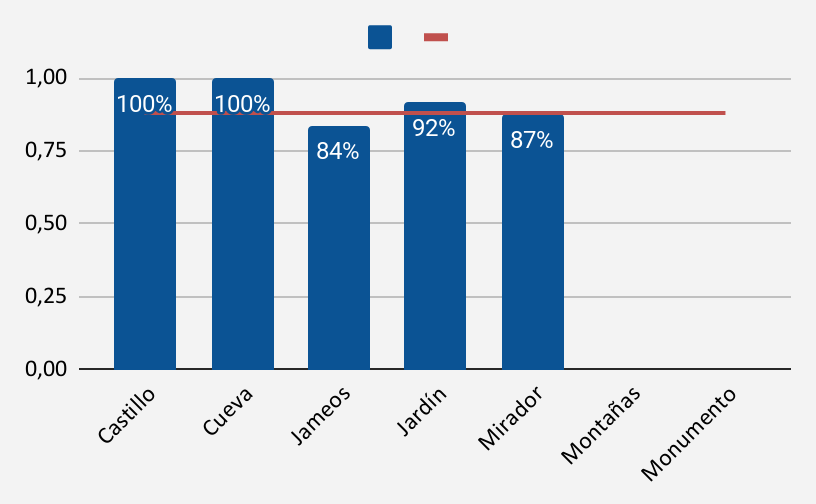 1,00
0,75
0,50
0,25
0,00
100%
100%
84%
92%
87%
Castillo
Cueva
Jameos
Jardín
Mirador
Montañas
Monumento